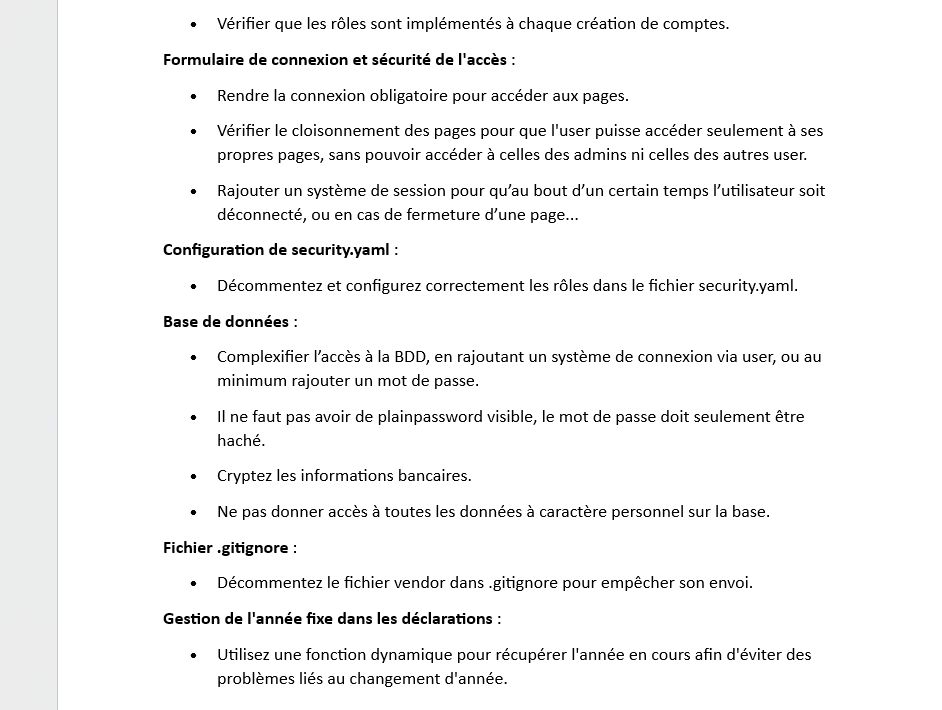 • Vérifier que les rôles sont implémentés à chaque création de comptes.
Formulaire de connexion et sécurité de l'accès :
• Rendre la connexion obligatoire pour accéder aux pages.
• Vérifier le cloisonnement des pages pour que l'user puisse accéder seulement à ses
propres pages, sans pouvoir accéder à celles des admins ni celles des autres user.
• Rajouter un système de session pour qu’au bout d’un certain temps l’utilisateur soit
déconnecté, ou en cas de fermeture d’une page...
Configuration de security.yaml :
• Décommentez et configurez correctement les rôles dans le fichier security.yaml.
Base de données :
• Complexifier l’accès à la BDD, en rajoutant un système de connexion via user, ou au
minimum rajouter un mot de passe.
• Il ne faut pas avoir de plainpassword visible, le mot de passe doit seulement être
haché.
• Cryptez les informations bancaires.
• Ne pas donner accès à toutes les données à caractère personnel sur la base.
Fichier .gitignore :
• Décommentez le fichier vendor dans .gitignore pour empêcher son envoi.
Gestion de l'année fixe dans les déclarations :
• Utilisez une fonction dynamique pour récupérer l'année en cours afin d'éviter des
problèmes liés au changement d'année.